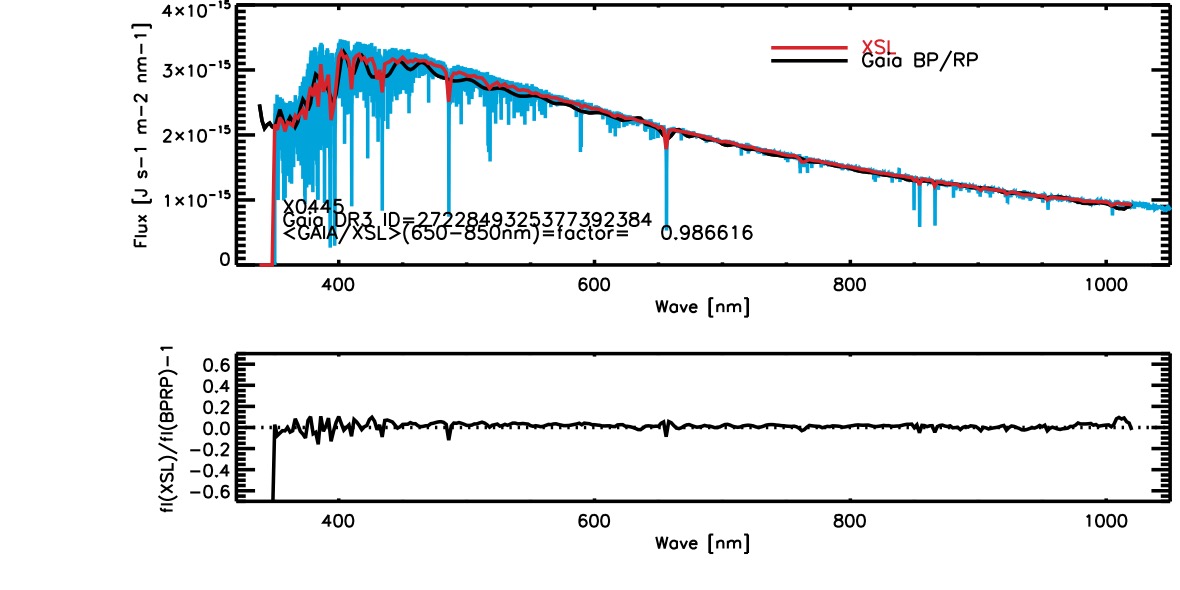 4×10⁻¹⁵
3×10⁻¹⁵
2×10⁻¹⁵
1×10⁻¹⁵
0
Flux [J s−1 m−2 nm−1]
XSL
Gaia BP/RP
X0445
Gaia DR3 ID=2722849325377392384
<GAIA/XSL>(650−850nm)=factor= 0.986616
400 600 800 1000
Wave [nm]
fl(XSL)/fl(BPRP)−1
0.6
0.4
0.2
0.0
−0.2
−0.4
−0.6
400 600 800 1000
Wave [nm]